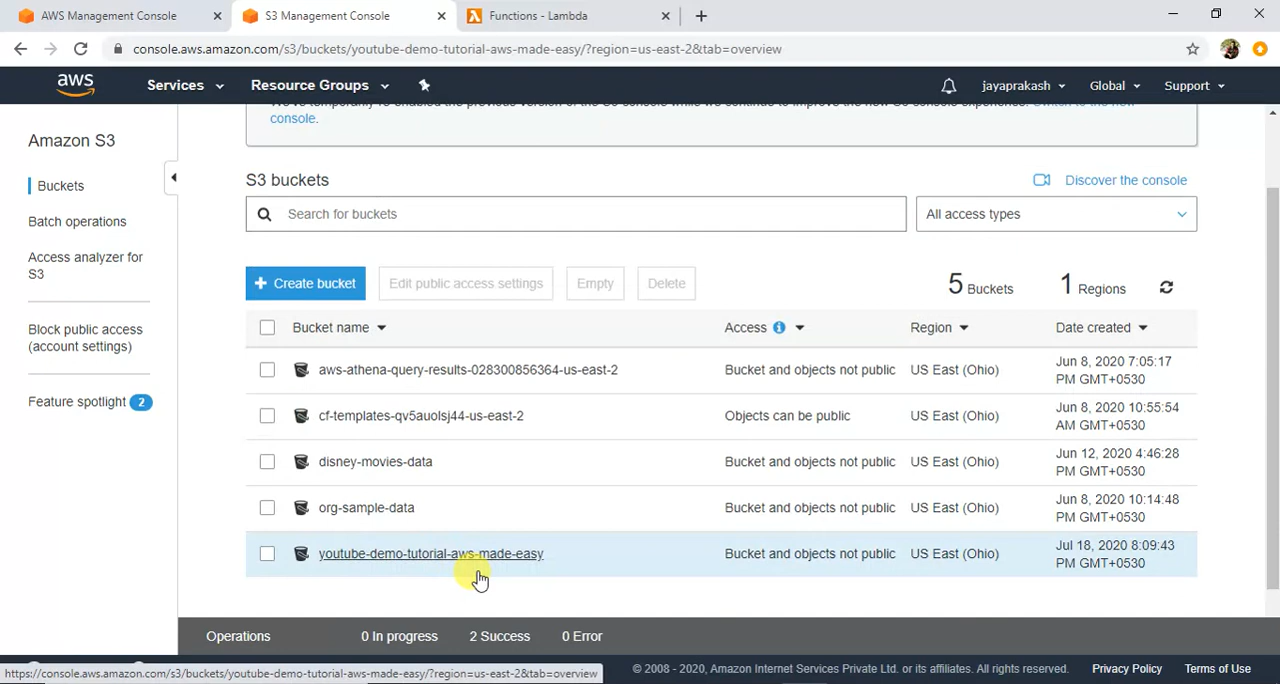 AWS Management Console
S3 Management Console
Functions - Lambda
console.aws.amazon.com/s3/buckets/youtube-demo-tutorial-aws-made-easy/?region=us-east-2&tab=overview
aws Services Resource Groups jayaprakash Global Support
console.
Amazon S3
Buckets
Batch operations
Access analyzer for
S3
Block public access
(account settings)
Feature spotlight 2
S3 buckets
Discover the console
Search for buckets
All access types
+ Create bucket Edit public access settings Empty Delete
5 Buckets 1 Regions
Bucket name Access Region Date created
aws-athena-query-results-028300856364-us-east-2 Bucket and objects not public US East (Ohio) Jun 8, 2020 7:05:17
PM GMT+0530
cf-templates-qv5auolsj44-us-east-2 Objects can be public US East (Ohio) Jun 8, 2020 10:55:54
AM GMT+0530
disney-movies-data Bucket and objects not public US East (Ohio) Jun 12, 2020 4:46:28
PM GMT+0530
org-sample-data Bucket and objects not public US East (Ohio) Jun 8, 2020 10:14:48
PM GMT+0530
youtube-demo-tutorial-aws-made-easy Bucket and objects not public US East (Ohio) Jul 18, 2020 8:09:43
PM GMT+0530
Operations 0 In progress 2 Success 0 Error
https://console.aws.amazon.com/s3/buckets/youtube-demo-tutorial-aws-made-easy/?region=us-east-2&tab=overview
© 2008 - 2020, Amazon Internet Services Private Ltd. or its affiliates. All rights reserved. Privacy Policy Terms of Use